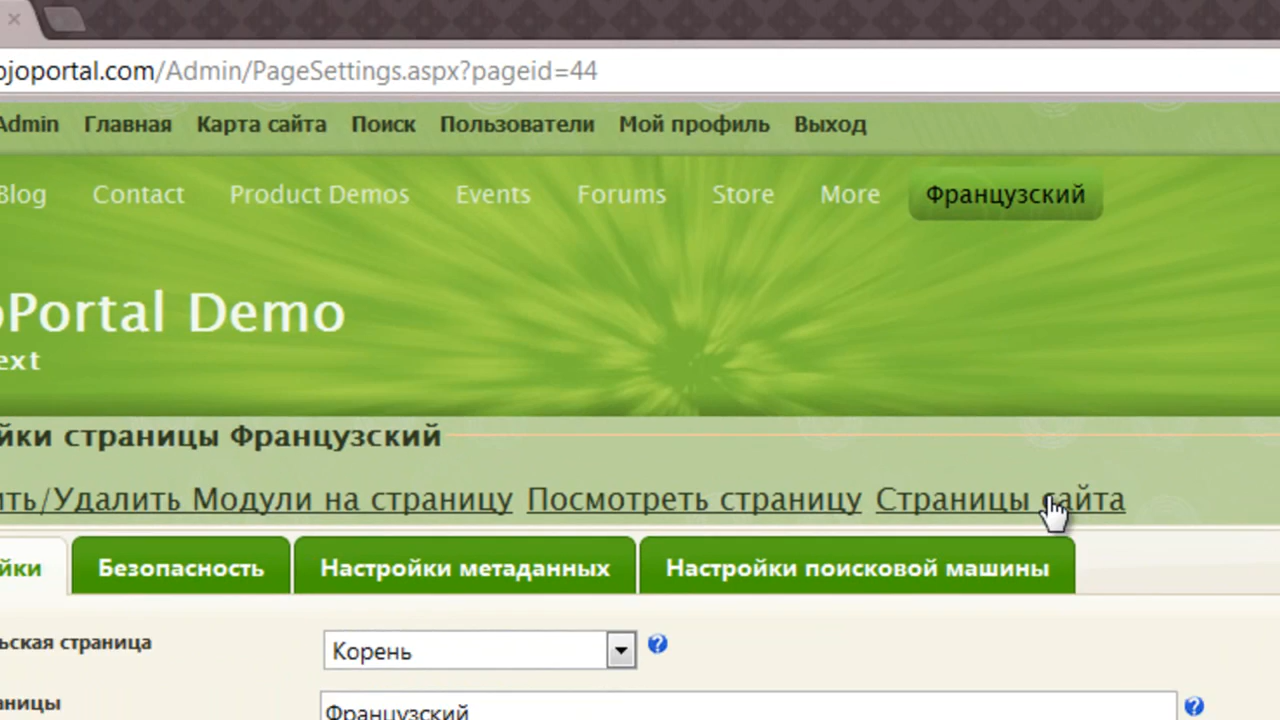 ojoportal.com/Admin/PageSettings.aspx?pageid=44
Admin Главная Карта сайта Поиск Пользователи Мой профиль Выход
Blog Contact Product Demos Events Forums Store More Французский
oPortal Demo
ext
йки страницы Французский
ить/Удалить Модули на страницу Посмотреть страницу Страницы сайта
йки Безопасность Настройки метаданных Настройки поисковой машины
ьская страница Корень
аницы Французский